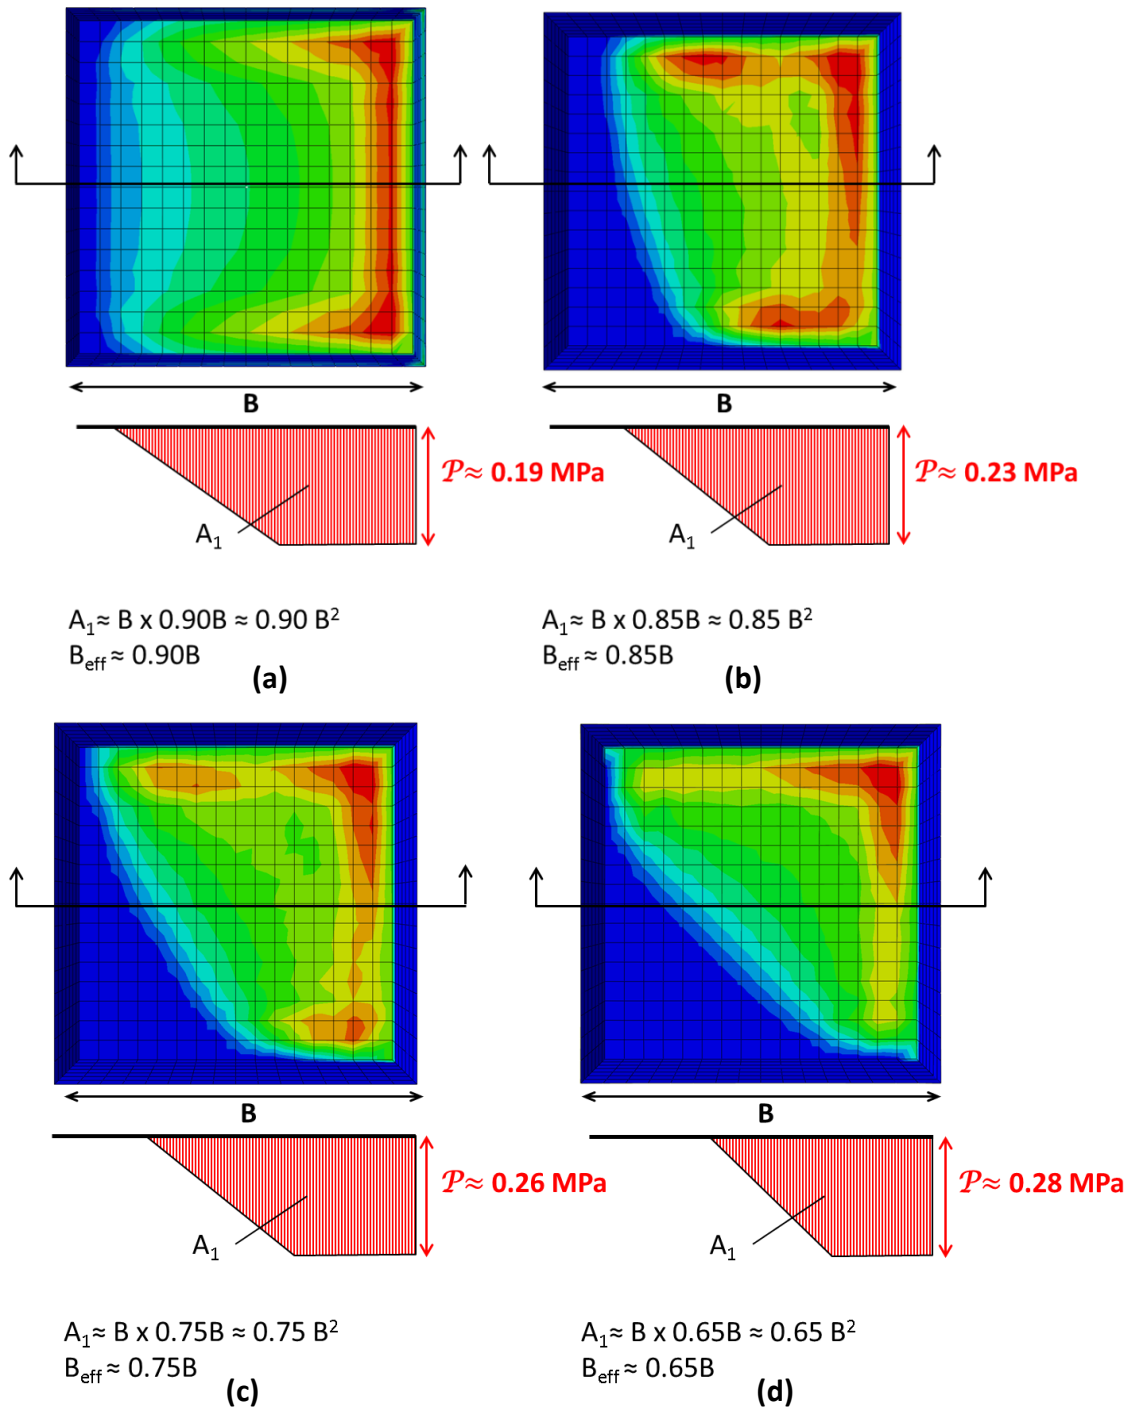 B
𝒫≈ 0.19 MPa
A₁
A₁≈ B x 0.90B ≈ 0.90 B²
Beff ≈ 0.90B
(a)
B
𝒫≈ 0.23 MPa
A₁
A₁≈ B x 0.85B ≈ 0.85 B²
Beff ≈ 0.85B
(b)
B
𝒫≈ 0.26 MPa
A₁
A₁≈ B x 0.75B ≈ 0.75 B²
Beff ≈ 0.75B
(c)
B
𝒫≈ 0.28 MPa
A₁
A₁≈ B x 0.65B ≈ 0.65 B²
Beff ≈ 0.65B
(d)